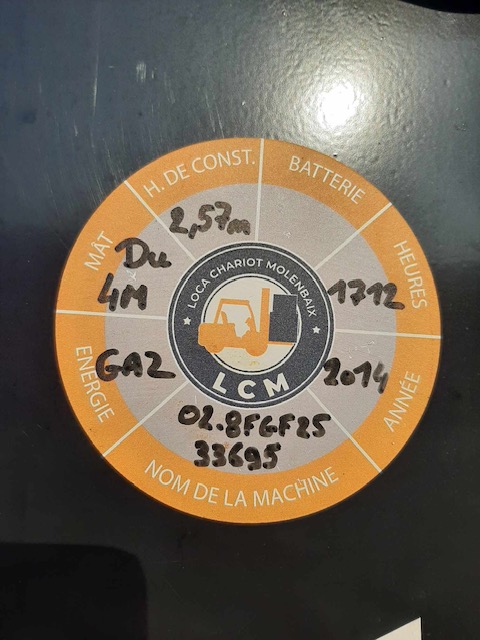 H. DE CONST.
2,57m
BATTERIE
HEURES
1712
ANNÉE
2014
NOM DE LA MACHINE
02.8FGF25
33695
ENERGIE
GAZ
MÂT
Du
4M
LOCA CHARIOT MOLENBAIX
LCM